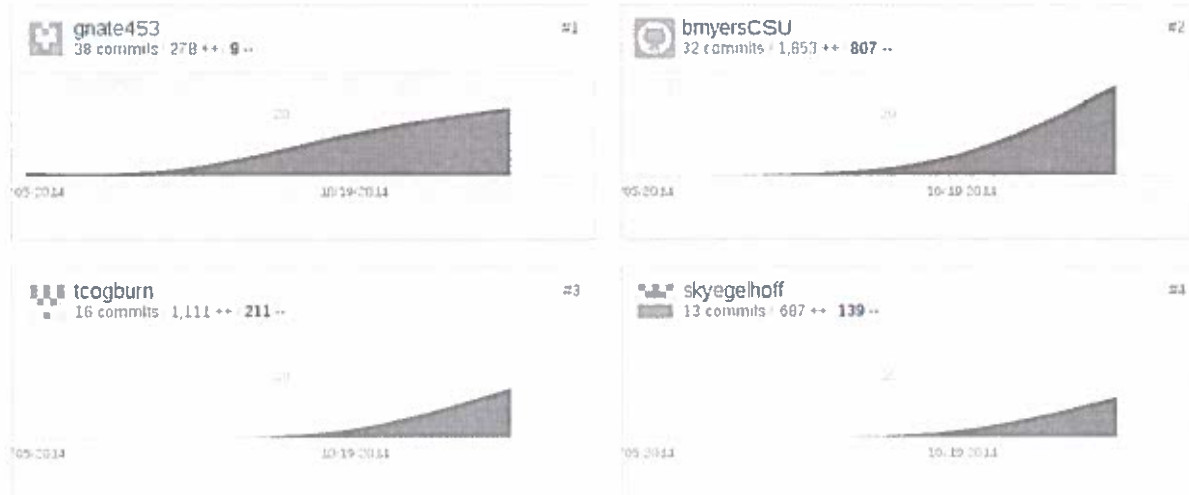 gnate453
#1
38 commits / 278 ++ / 9 --
20
10/19/2014
bmyersCSU
#2
32 commits / 1,853 ++ / 807 --
20
10/19/2014
tcogburn
#3
16 commits / 1,111 ++ / 211 --
10/19/2014
skyegelhoff
#4
13 commits / 687 ++ / 139 --
10/19/2014